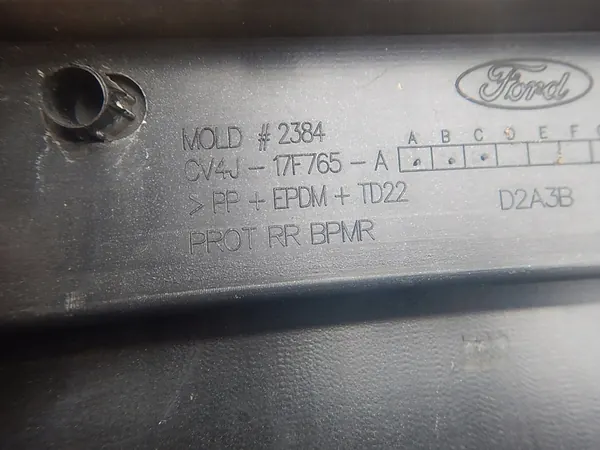 Ford
MOLD # 2384
A B C D E F
CV4J - 17F765 - A
> PP + EPDM + TD22
D2A3B
PROT RR BPMR